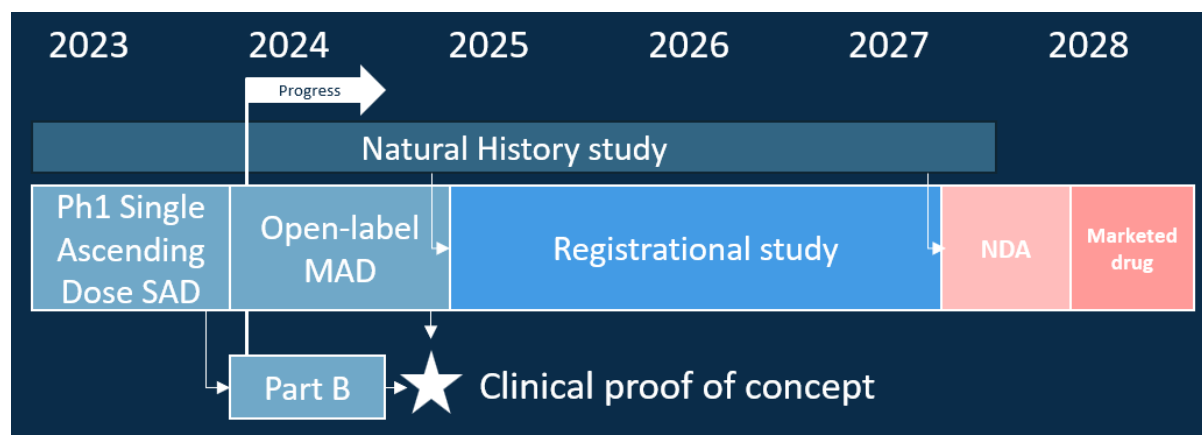 2023 2024 2025 2026 2027 2028
Progress
Natural History study
Ph1 Single
Ascending
Dose SAD
Open-label
MAD
Registrational study
NDA
Marketed
drug
Part B
Clinical proof of concept